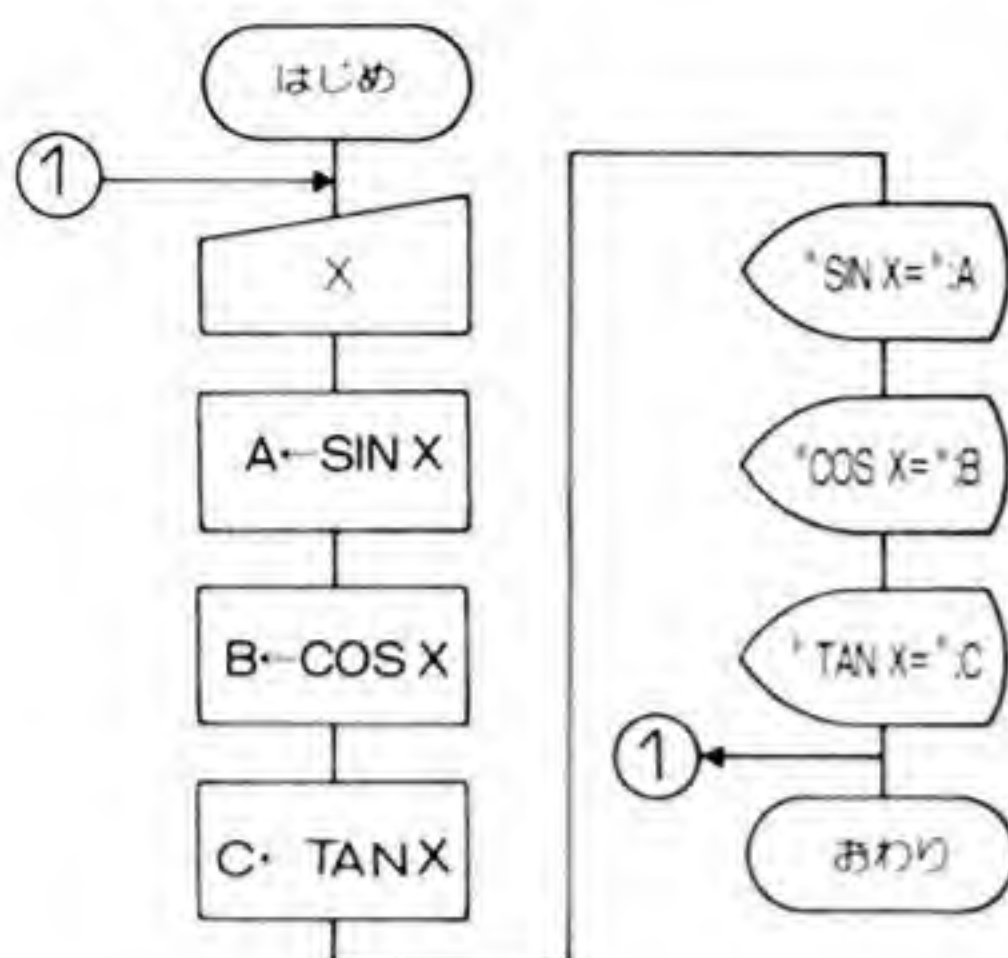 はじめ
1
X
A←SIN X
B←COS X
C← TAN X
"SIN X=":A
"COS X=":B
"TAN X=":C
1
おわり